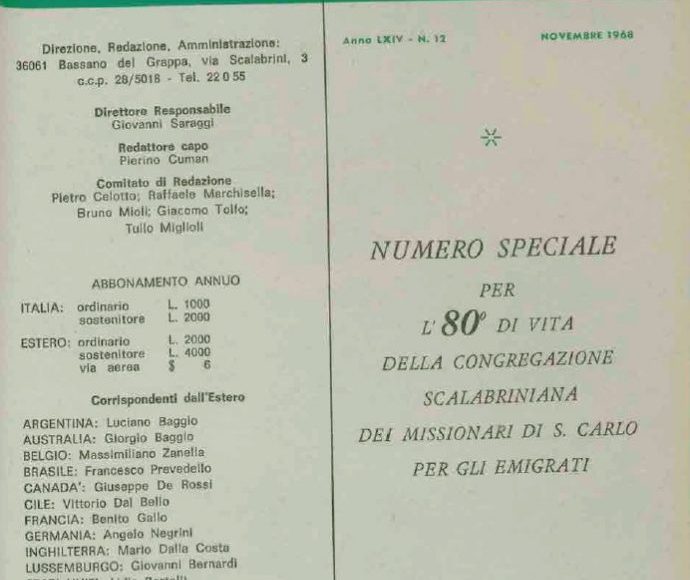 Direzione, Redazione, Amministrazione:
36061 Bassano del Grappa, via Scalabrini, 3
c.c.p. 28/5018 - Tel. 22 0 55
Direttore Responsabile
Giovanni Saraggi
Redattore capo
Pierino Cuman
Comitato di Redazione
Pietro Celotto; Raffaele Marchisella;
Bruno Mioli; Giacomo Tolfo;
Tullo Miglioli
ABBONAMENTO ANNUO
ITALIA: ordinario L. 1000
sostenitore L. 2000
ESTERO: ordinario L. 2000
sostenitore L. 4000
via aerea $ 6
Corrispondenti dall'Estero
ARGENTINA: Luciano Baggio
AUSTRALIA: Giorgio Baggio
BELGIO: Massimiliano Zanella
BRASILE: Francesco Prevedello
CANADA': Giuseppe De Rossi
CILE: Vittorio Dal Bello
FRANCIA: Benito Gallo
GERMANIA: Angelo Negrini
INGHILTERRA: Mario Dalla Costa
LUSSEMBURGO: Giovanni Bernardi
Anno LXIV - N. 12 NOVEMBRE 1968
NUMERO SPECIALE
PER
L' 80º DI VITA
DELLA CONGREGAZIONE
SCALABRINIANA
DEI MISSIONARI DI S. CARLO
PER GLI EMIGRATI